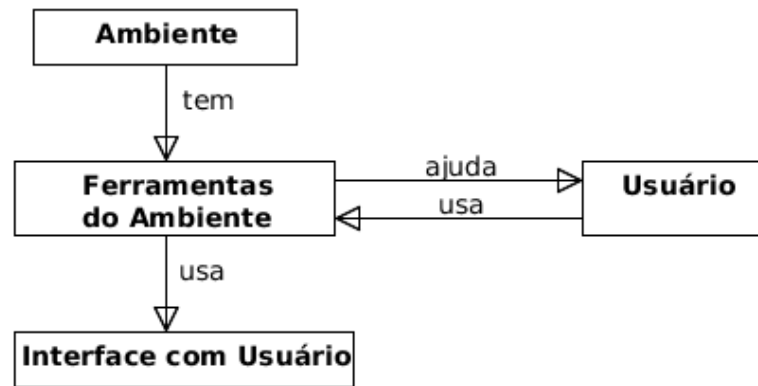 Ambiente
tem
Ferramentas
do Ambiente
ajuda
usa
Usuário
usa
Interface com Usuário